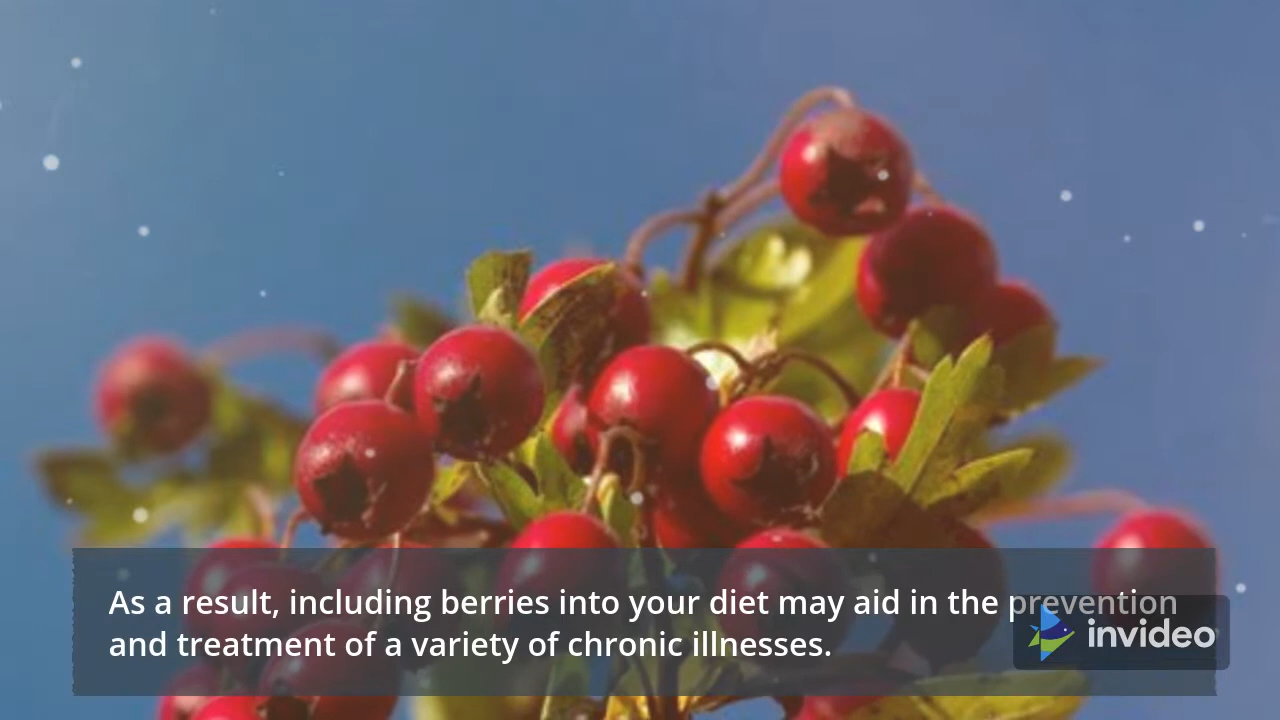 As a result, including berries into your diet may aid in the prevention
and treatment of a variety of chronic illnesses.
invideo